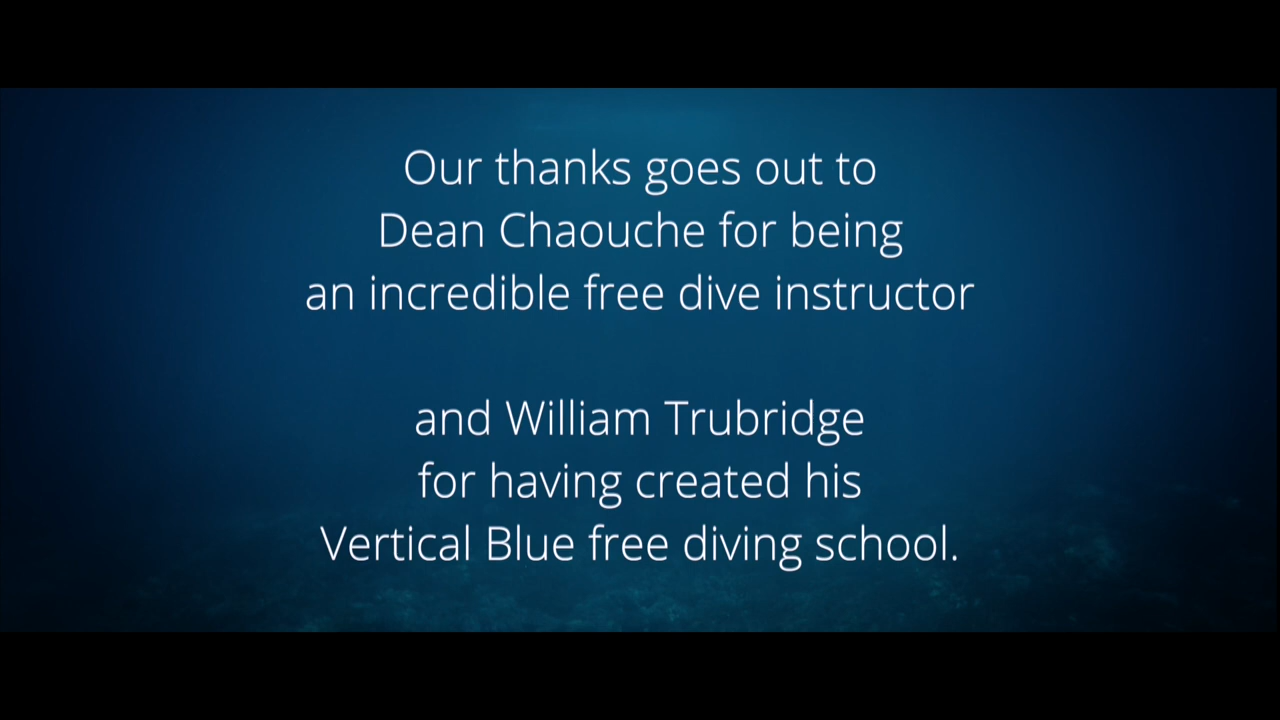 Our thanks goes out to
Dean Chaouche for being
an incredible free dive instructor
and William Trubridge
for having created his
Vertical Blue free diving school.